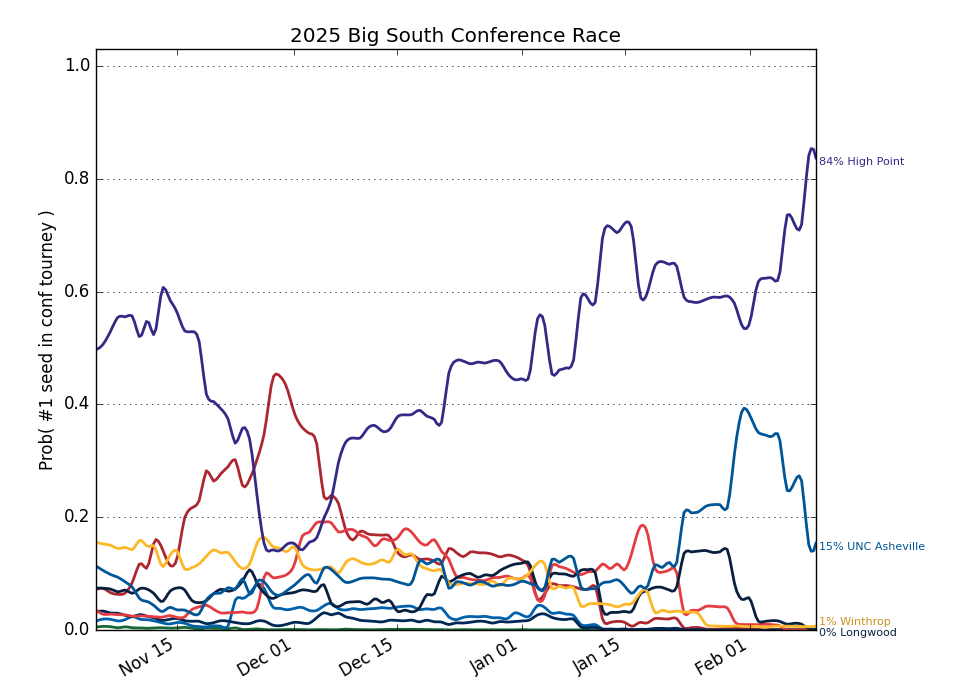 2025 Big South Conference Race
Prob( #1 seed in conf tourney )
1.0
0.8
0.6
0.4
0.2
0.0
84% High Point
15% UNC Asheville
1% Winthrop
0% Longwood
Nov 15
Dec 01
Dec 15
Jan 01
Jan 15
Feb 01